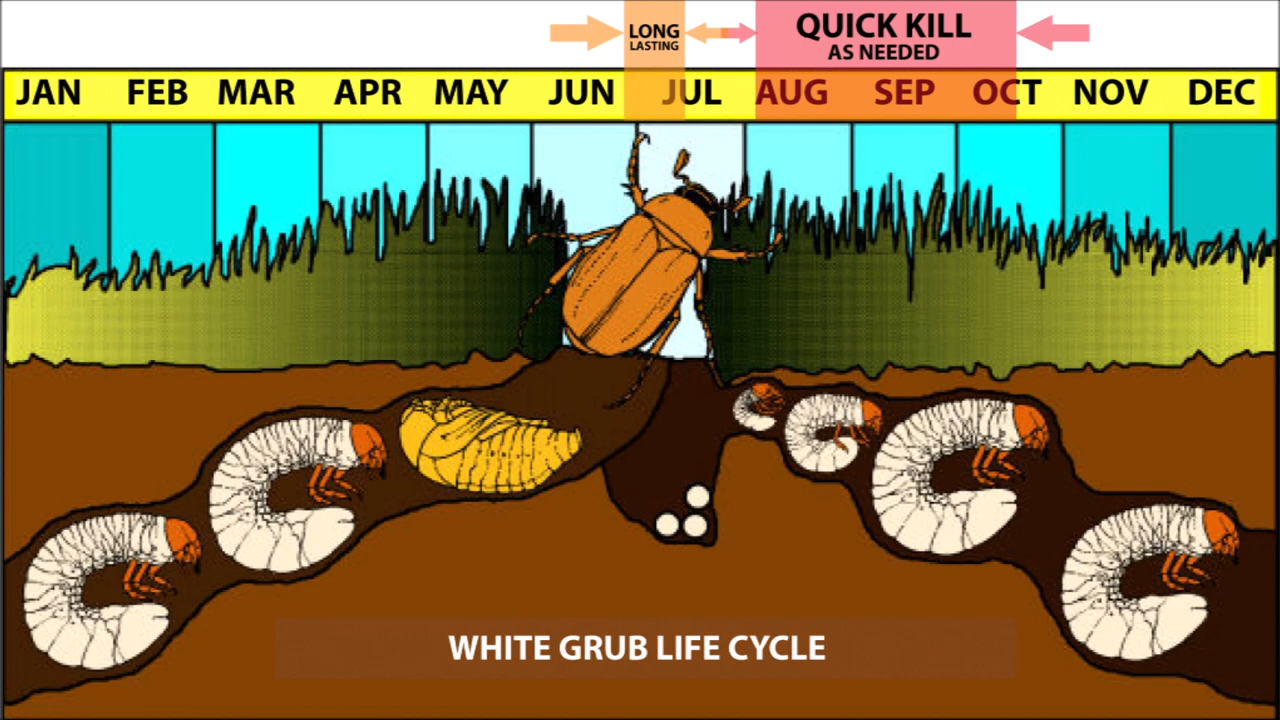 LONG
LASTING
QUICK KILL
AS NEEDED
JAN FEB MAR APR MAY JUN JUL AUG SEP OCT NOV DEC
WHITE GRUB LIFE CYCLE